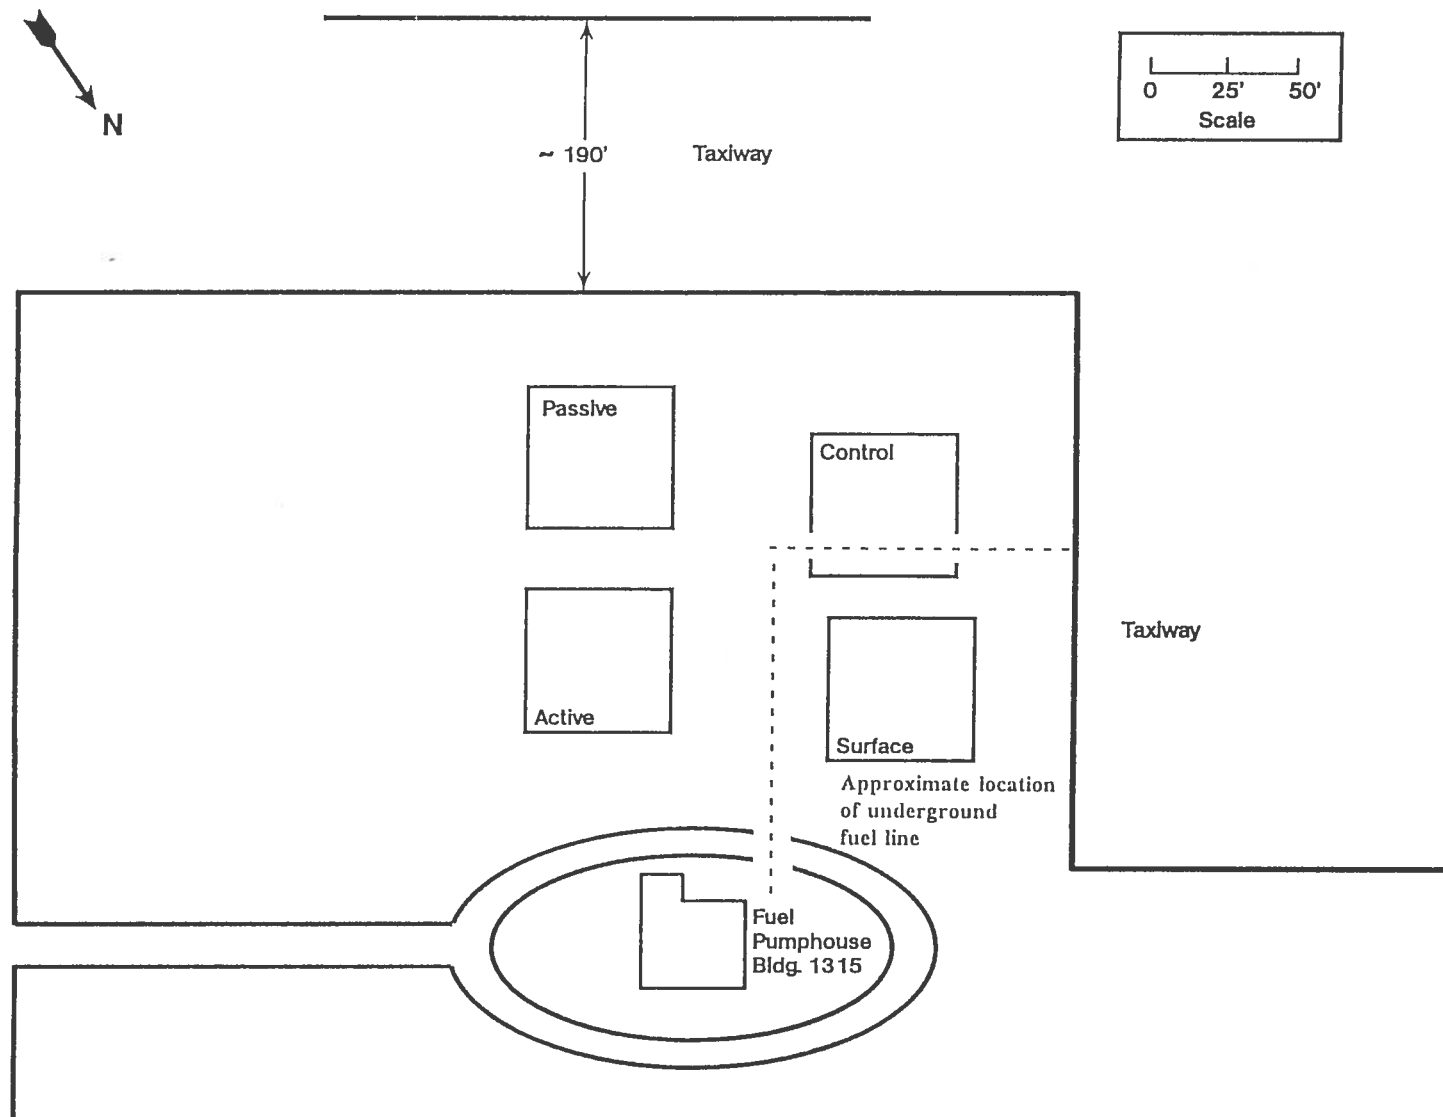 N
~ 190'
Taxiway
0 25' 50'
Scale
Passive
Control
Taxiway
Active
Surface
Approximate location
of underground
fuel line
Fuel
Pumphouse
Bldg. 1315